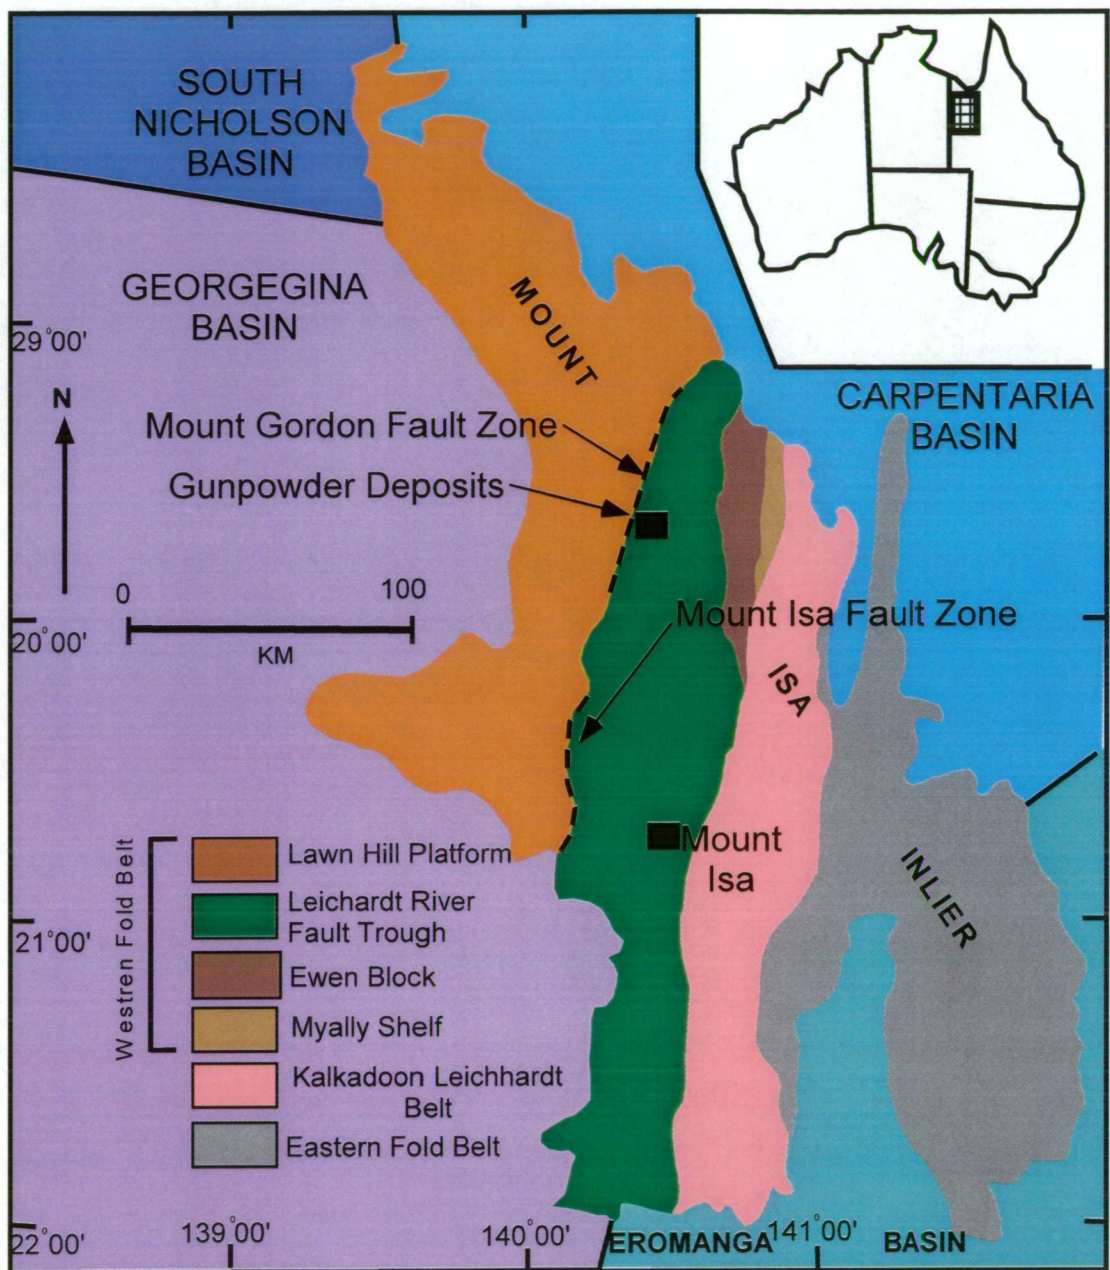 SOUTH
NICHOLSON
BASIN
GEORGEGINA
BASIN
29°00'
N
MOUNT
CARPENTARIA
BASIN
Mount Gordon Fault Zone
Gunpowder Deposits
0
100
KM
20°00'
Mount Isa Fault Zone
ISA
Mount
Isa
INLIER
Westren Fold Belt
Lawn Hill Platform
Leichardt River
Fault Trough
Ewen Block
Myally Shelf
Kalkadoon Leichhardt
Belt
Eastern Fold Belt
21°00'
22°00'
139°00'
140°00'
141°00'
EROMANGA
BASIN